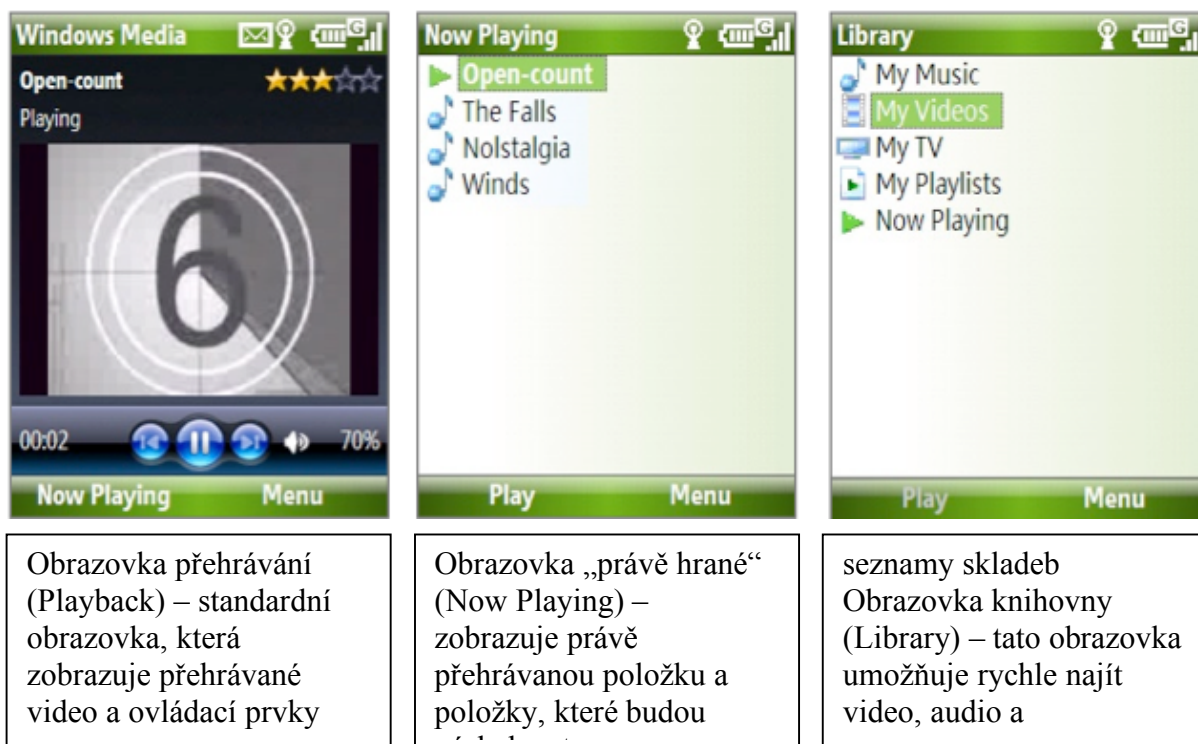 Windows Media
Open-count
Playing
6
00:02
70%
Now Playing
Menu
Now Playing
G
Open-count
The Falls
Nolstalgia
Winds
Play
Menu
Library
G
My Music
My Videos
My TV
My Playlists
Now Playing
Play
Menu
Obrazovka přehrávání
(Playback) – standardní
obrazovka, která
zobrazuje přehrávané
video a ovládací prvky
Obrazovka „právě hrané“
(Now Playing) –
zobrazuje právě
přehrávanou položku a
položky, které budou
seznamy skladeb
Obrazovka knihovny
(Library) – tato obrazovka
umožňuje rychle najít
video, audio a